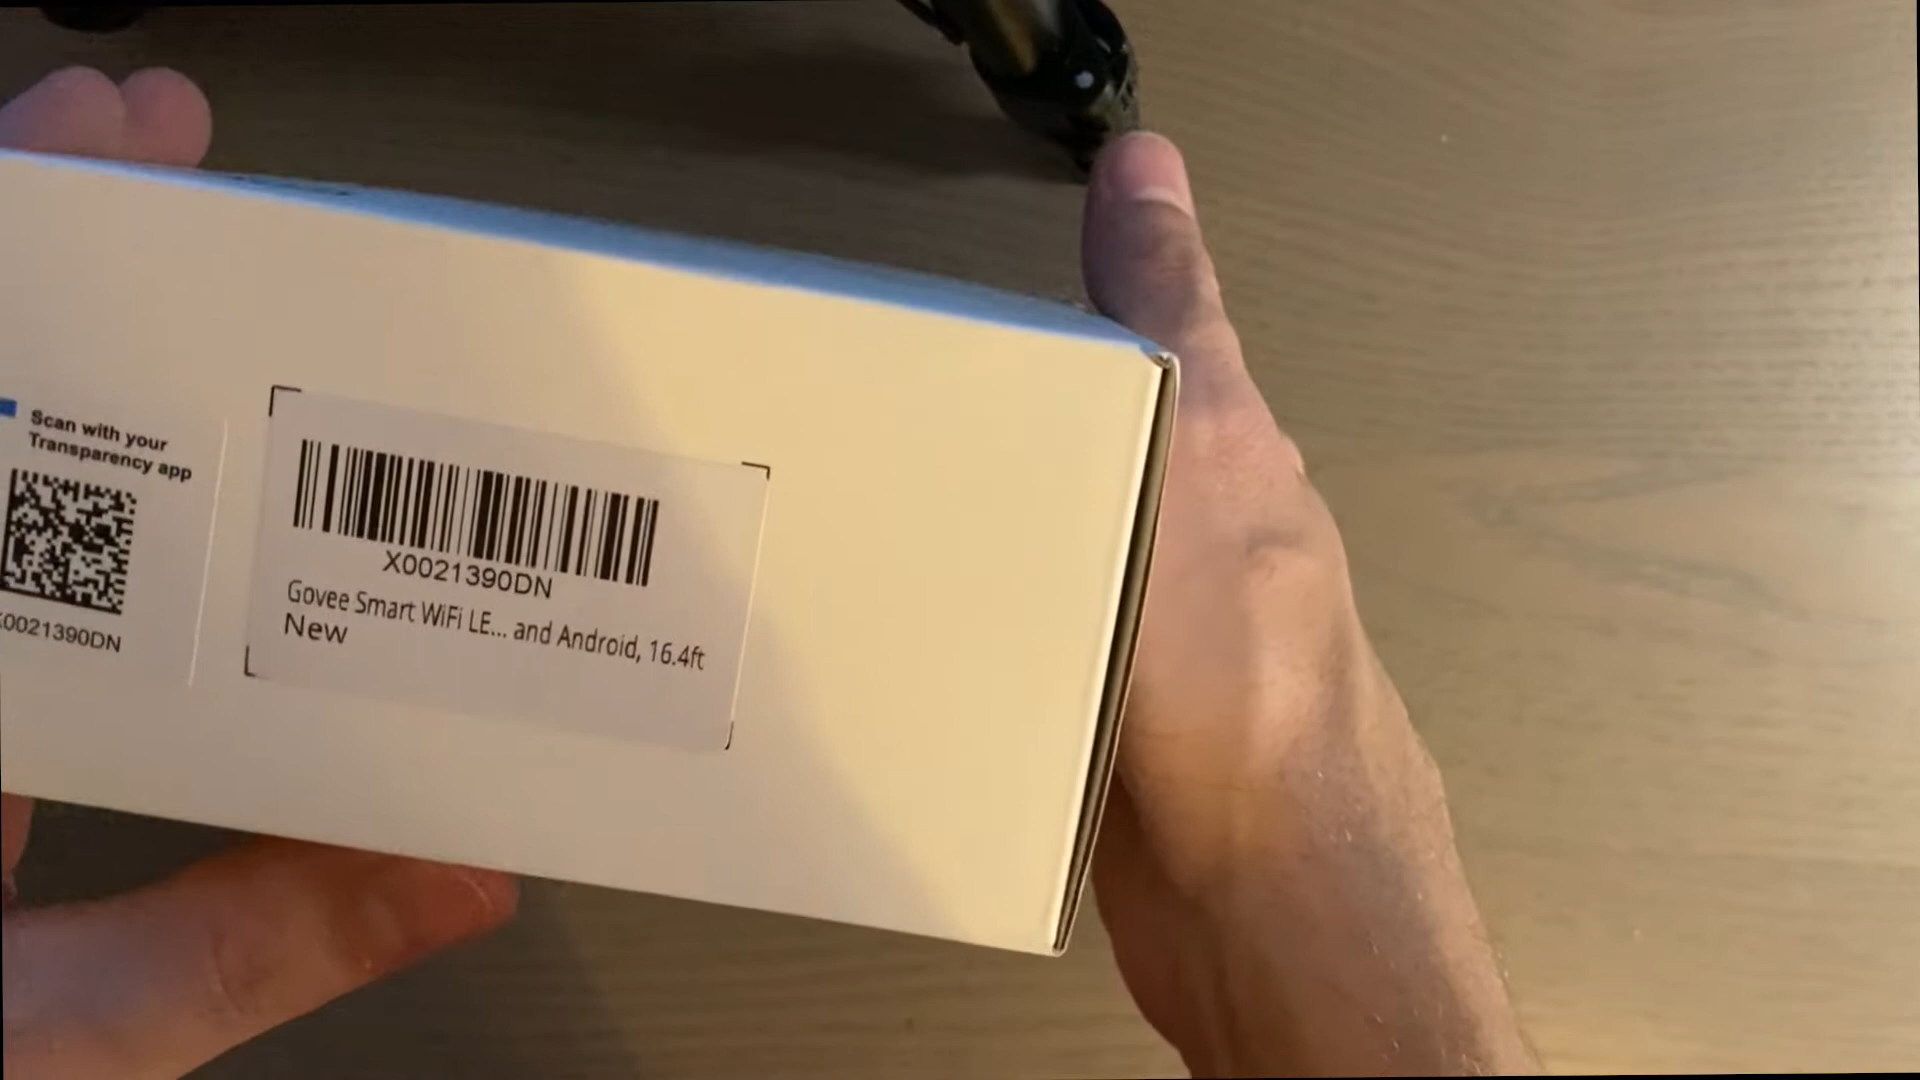 Scan with your
Transparency app
X0021390DN
X0021390DN
Govee Smart WiFi LE... and Android, 16.4ft
New